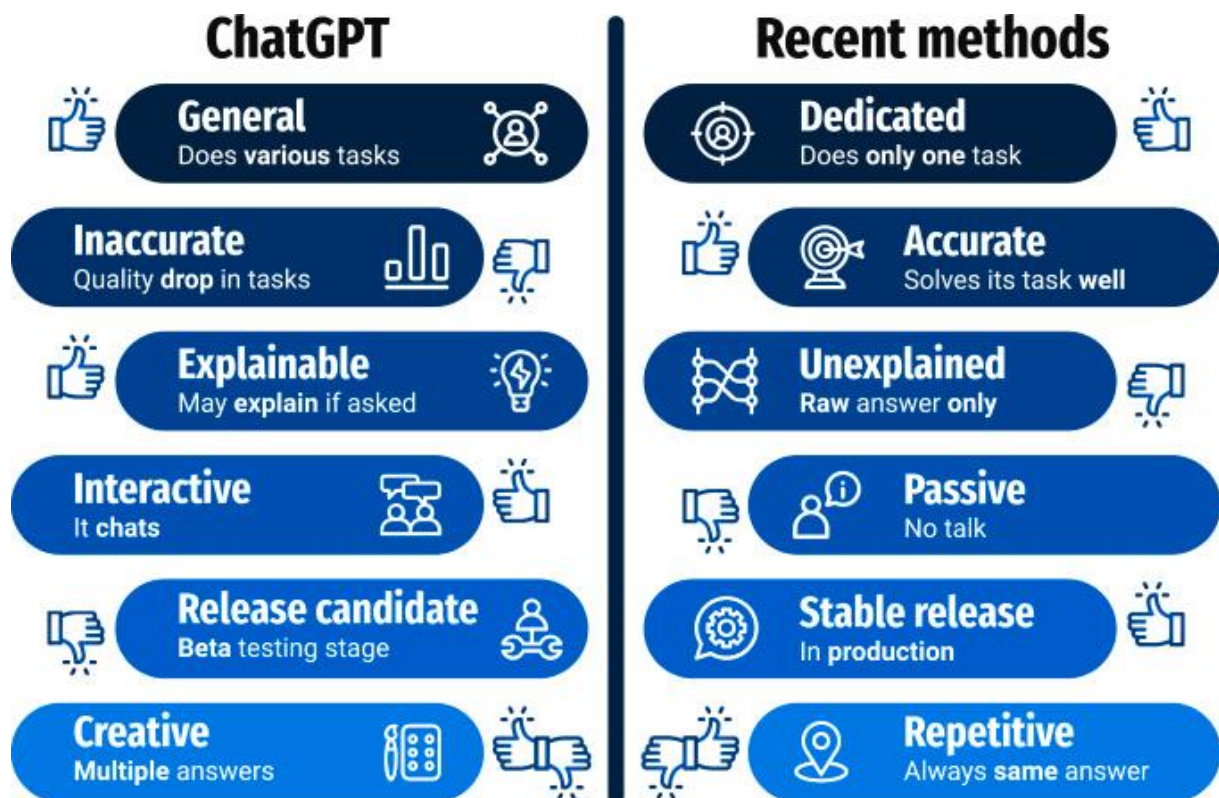 ChatGPT
General
Does various tasks
Inaccurate
Quality drop in tasks
Explainable
May explain if asked
Interactive
It chats
Release candidate
Beta testing stage
Creative
Multiple answers
Recent methods
Dedicated
Does only one task
Accurate
Solves its task well
Unexplained
Raw answer only
Passive
No talk
Stable release
In production
Repetitive
Always same answer